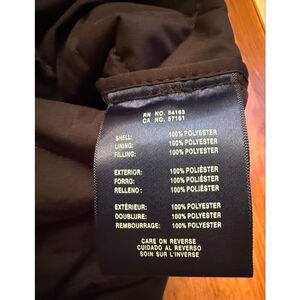 RN NO. 54163
CA NO. 57161
SHELL: 100% POLYESTER
LINING: 100% POLYESTER
FILLING: 100% POLYESTER
EXTERIOR: 100% POLIÉSTER
FORRO: 100% POLIÉSTER
RELLENO: 100% POLIÉSTER
EXTÉRIEUR: 100% POLYESTER
DOUBLURE: 100% POLYESTER
REMBOURRAGE: 100% POLYESTER
CARE ON REVERSE
CUIDADO AL REVERSO
SOIN SUR L'INVERSE